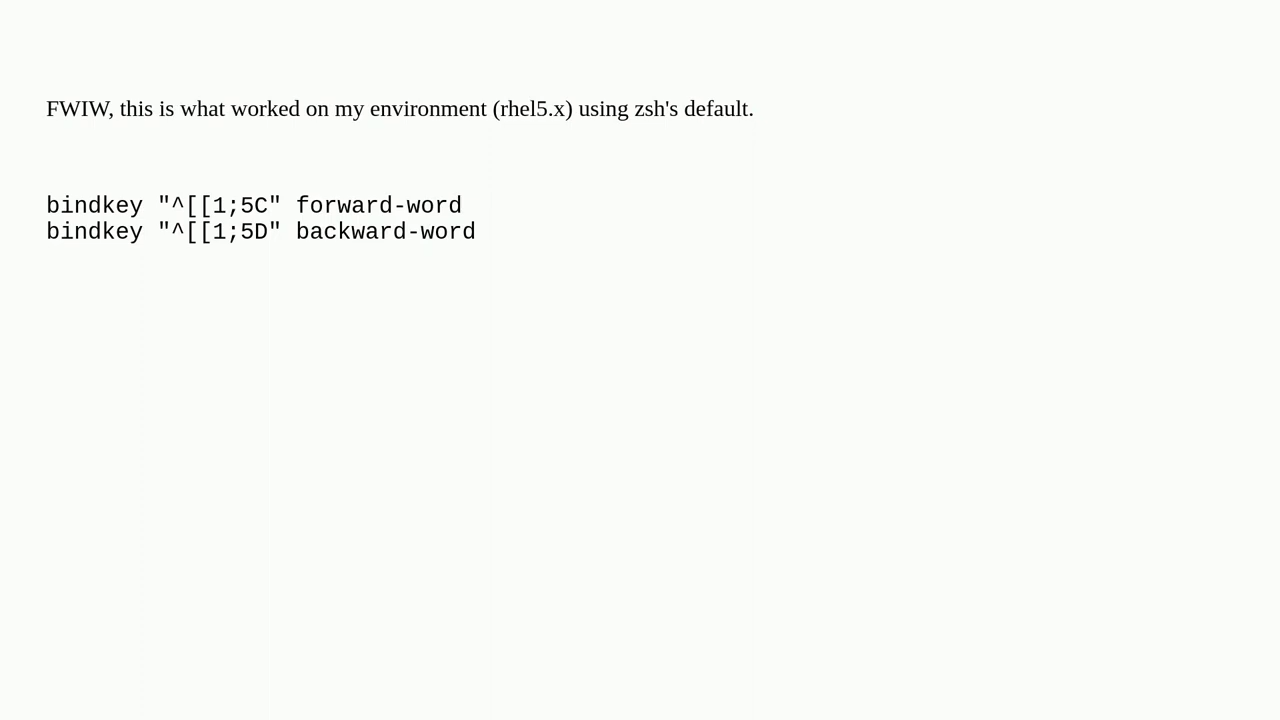 FWIW, this is what worked on my environment (rhel5.x) using zsh's default.
bindkey "^[[1;5C" forward-word
bindkey "^[[1;5D" backward-word